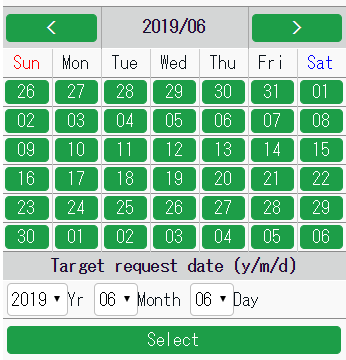 < 2019/06 >
Sun Mon Tue Wed Thu Fri Sat
26 27 28 29 30 31 01
02 03 04 05 06 07 08
09 10 11 12 13 14 15
16 17 18 19 20 21 22
23 24 25 26 27 28 29
30 01 02 03 04 05 06
Target request date (y/m/d)
2019 Yr 06 Month 06 Day
Select